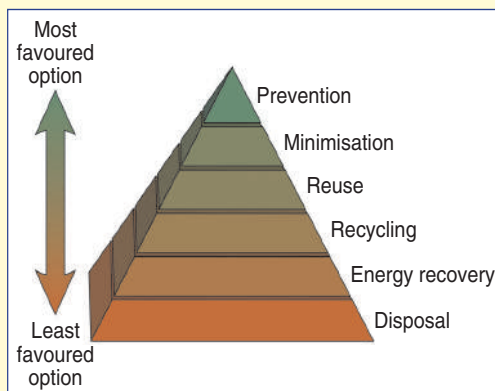 Most
favoured
option
Prevention
Minimisation
Reuse
Recycling
Energy recovery
Disposal
Least
favoured
option